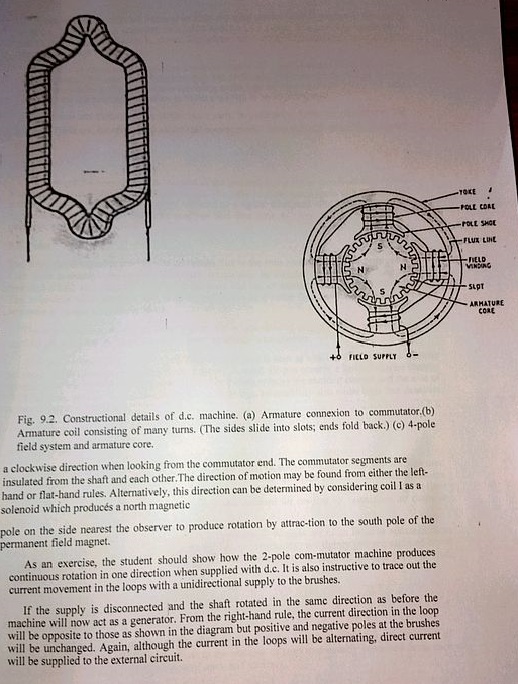 YOKE
POLE CORE
POLE SHOE
FLUX LINE
FIELD
WINDING
SLOT
ARMATURE
CORE
S
N
N
S
+ FIELD SUPPLY -
Fig. 9.2. Constructional details of d.c. machine. (a) Armature connexion to commutator.(b)
Armature coil consisting of many turns. (The sides slide into slots; ends fold back.) (c) 4-pole
field system and armature core.
a clockwise direction when looking from the commutator end. The commutator segments are
insulated from the shaft and each other.The direction of motion may be found from either the left-
hand or flat-hand rules. Alternatively, this direction can be determined by considering coil I as a
solenoid which produces a north magnetic
pole on the side nearest the observer to produce rotation by attrac-tion to the south pole of the
permanent field magnet.
As an exercise, the student should show how the 2-pole com-mutator machine produces
continuous rotation in one direction when supplied with d.c. It is also instructive to trace out the
current movement in the loops with a unidirectional supply to the brushes.
If the supply is disconnected and the shaft rotated in the same direction as before the
machine will now act as a generator. From the right-hand rule, the current direction in the loop
will be opposite to those as shown in the diagram but positive and negative poles at the brushes
will be unchanged. Again, although the current in the loops will be alternating, direct current
will be supplied to the external circuit.